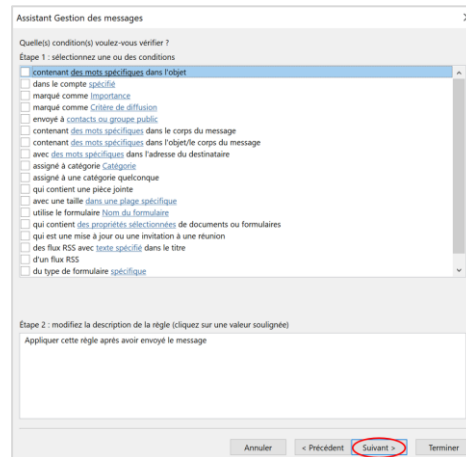 Assistant Gestion des messages
Quelle(s) condition(s) voulez-vous vérifier ?
Étape 1 : sélectionnez une ou des conditions
contenant des mots spécifiques dans l'objet
dans le compte spécifié
marqué comme Importance
marqué comme Critère de diffusion
envoyé à contacts ou groupe public
contenant des mots spécifiques dans le corps du message
contenant des mots spécifiques dans l'objet/le corps du message
avec des mots spécifiques dans l'adresse du destinataire
assigné à catégorie Catégorie
assigné à une catégorie quelconque
qui contient une pièce jointe
avec une taille dans une plage spécifique
utilise le formulaire Nom du formulaire
qui contient des propriétés sélectionnées de documents ou formulaires
qui est une mise à jour ou une invitation à une réunion
des flux RSS avec texte spécifié dans le titre
d'un flux RSS
du type de formulaire spécifique
Étape 2 : modifiez la description de la règle (cliquez sur une valeur soulignée)
Appliquer cette règle après avoir envoyé le message
Annuler < Précédent Suivant > Terminer